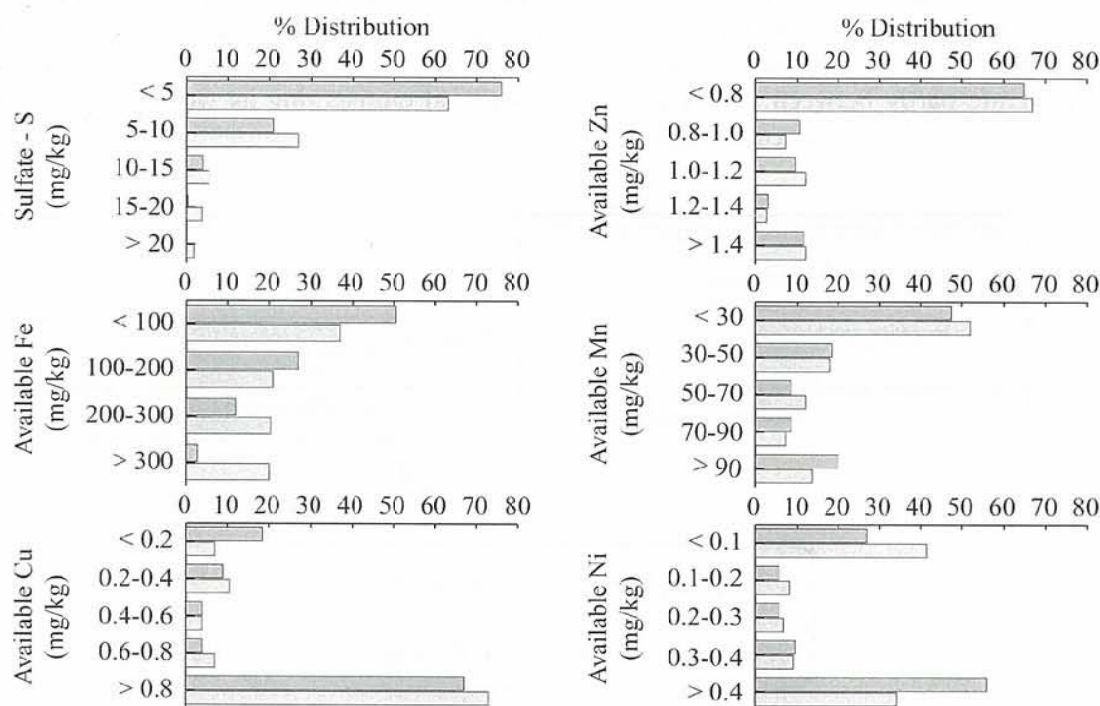 % Distribution
0 10 20 30 40 50 60 70 80
Sulfate - S
(mg/kg)
< 5
5-10
10-15
15-20
> 20
0 10 20 30 40 50 60 70 80
Available Fe
(mg/kg)
< 100
100-200
200-300
> 300
0 10 20 30 40 50 60 70 80
Available Cu
(mg/kg)
< 0.2
0.2-0.4
0.4-0.6
0.6-0.8
> 0.8
% Distribution
0 10 20 30 40 50 60 70 80
Available Zn
(mg/kg)
< 0.8
0.8-1.0
1.0-1.2
1.2-1.4
> 1.4
0 10 20 30 40 50 60 70 80
Available Mn
(mg/kg)
< 30
30-50
50-70
70-90
> 90
0 10 20 30 40 50 60 70 80
Available Ni
(mg/kg)
< 0.1
0.1-0.2
0.2-0.3
0.3-0.4
> 0.4